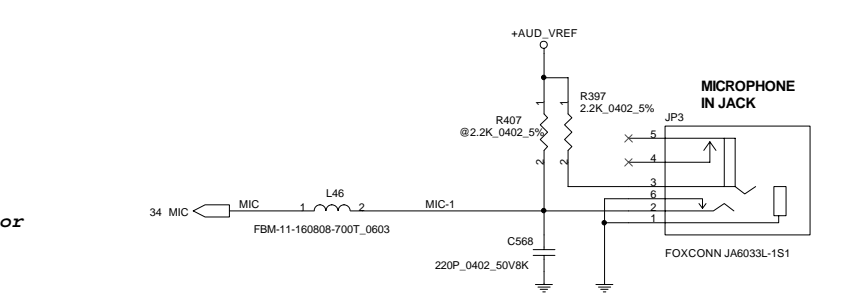 +AUD_VREF
MICROPHONE
IN JACK
R397
2.2K_0402_5%
JP3
R407
@2.2K_0402_5%
1
1
2
2
5
4
3
6
2
1
L46
34 MIC
MIC
1
2
MIC-1
FBM-11-160808-700T_0603
or
C568
220P_0402_50V8K
FOXCONN JA6033L-1S1